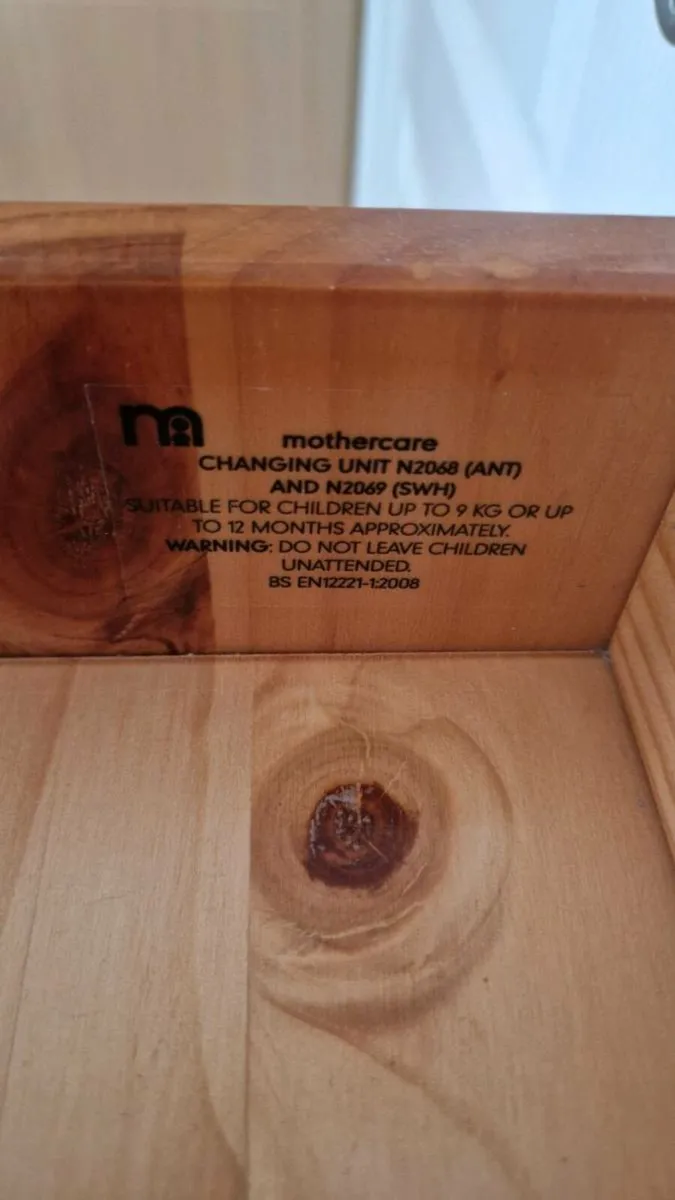 m
mothercare
CHANGING UNIT N2068 (ANT)
AND N2069 (SWH)
SUITABLE FOR CHILDREN UP TO 9 KG OR UP
TO 12 MONTHS APPROXIMATELY.
WARNING: DO NOT LEAVE CHILDREN
UNATTENDED.
BS EN12221-1:2008